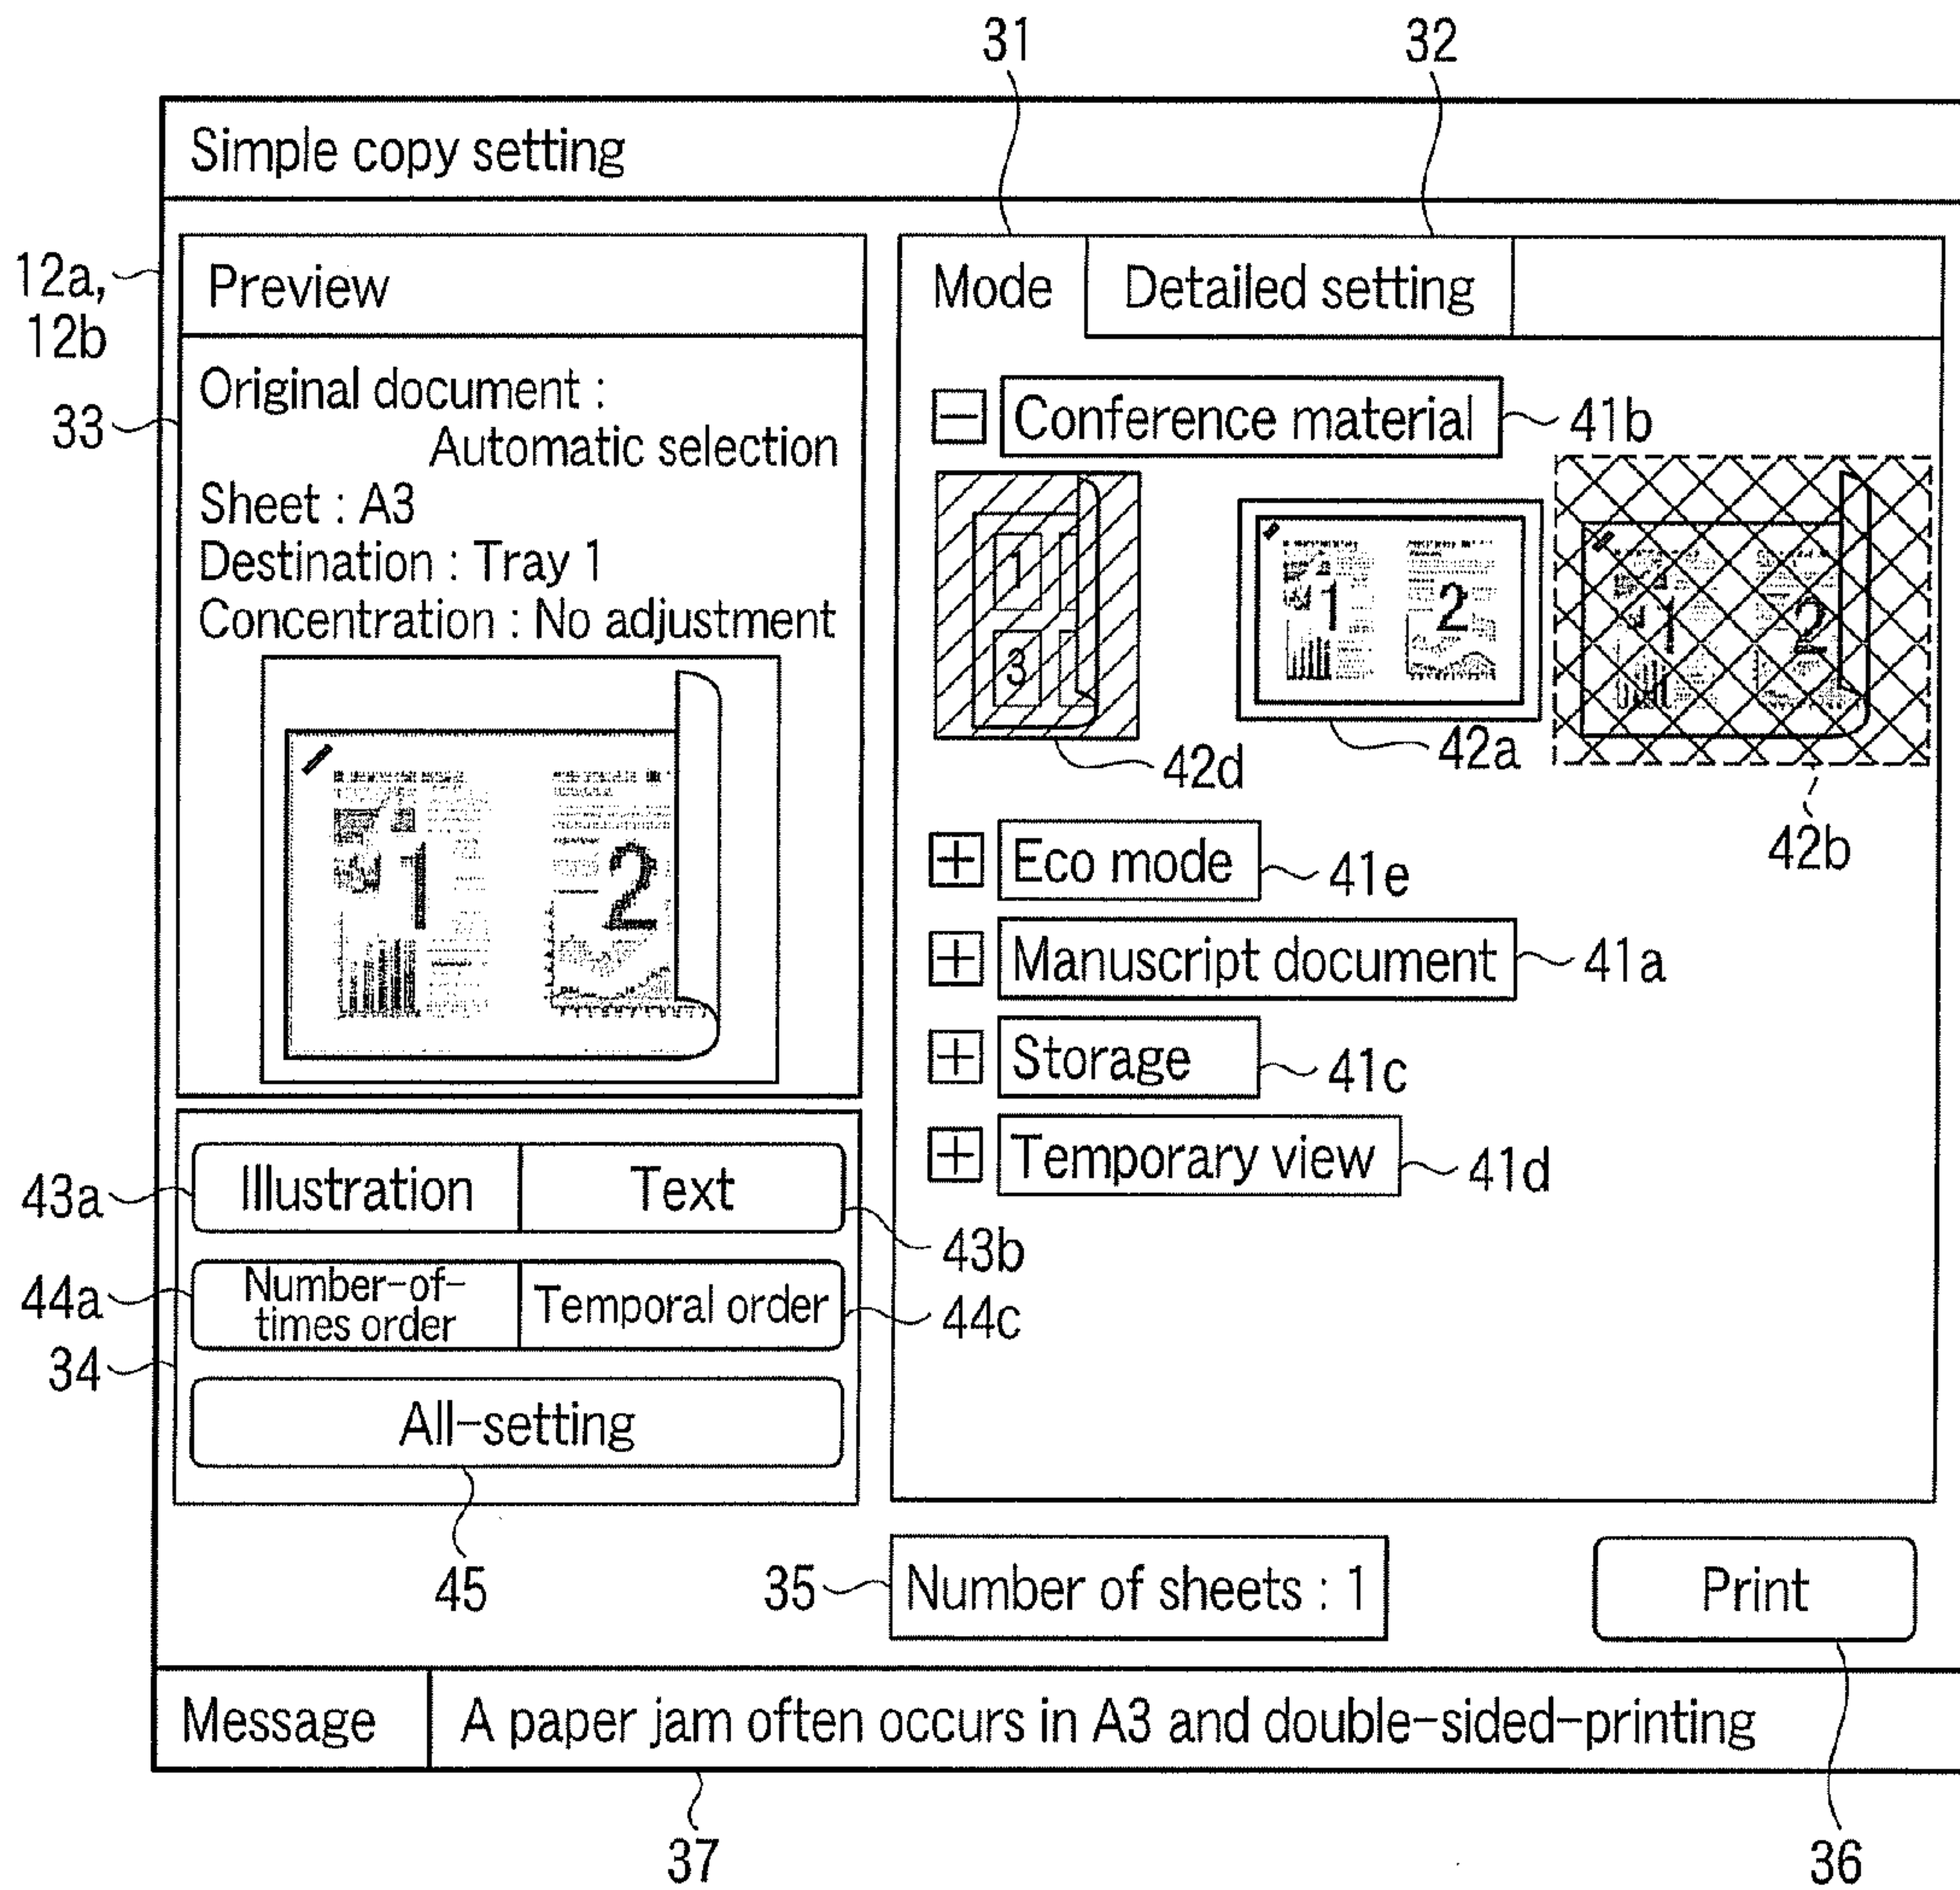 31
32
Simple copy setting
12a,
12b
Preview
Mode
Detailed setting
Original document :
Automatic selection
33
Sheet : A3
Destination : Tray 1
Concentration : No adjustment
1
2
Conference material
41b
1
3
42d
1
2
42a
1
2
42b
Eco mode
41e
Manuscript document
41a
Storage
41c
Temporary view
41d
43a
Illustration
Text
43b
44a
Number-of-
times order
Temporal order
44c
34
All-setting
45
35
Number of sheets : 1
Print
Message
A paper jam often occurs in A3 and double-sided-printing
37
36